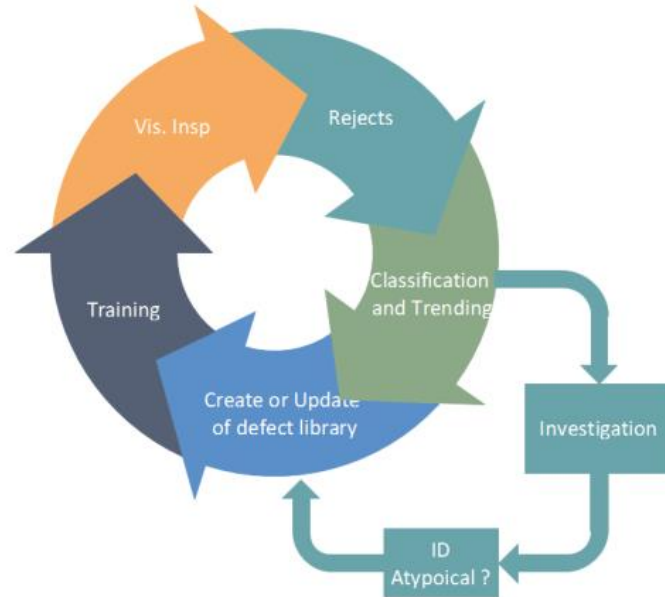 Vis. Insp
Rejects
Classification
and Trending
Investigation
ID
Atypoical ?
Create or Update
of defect library
Training